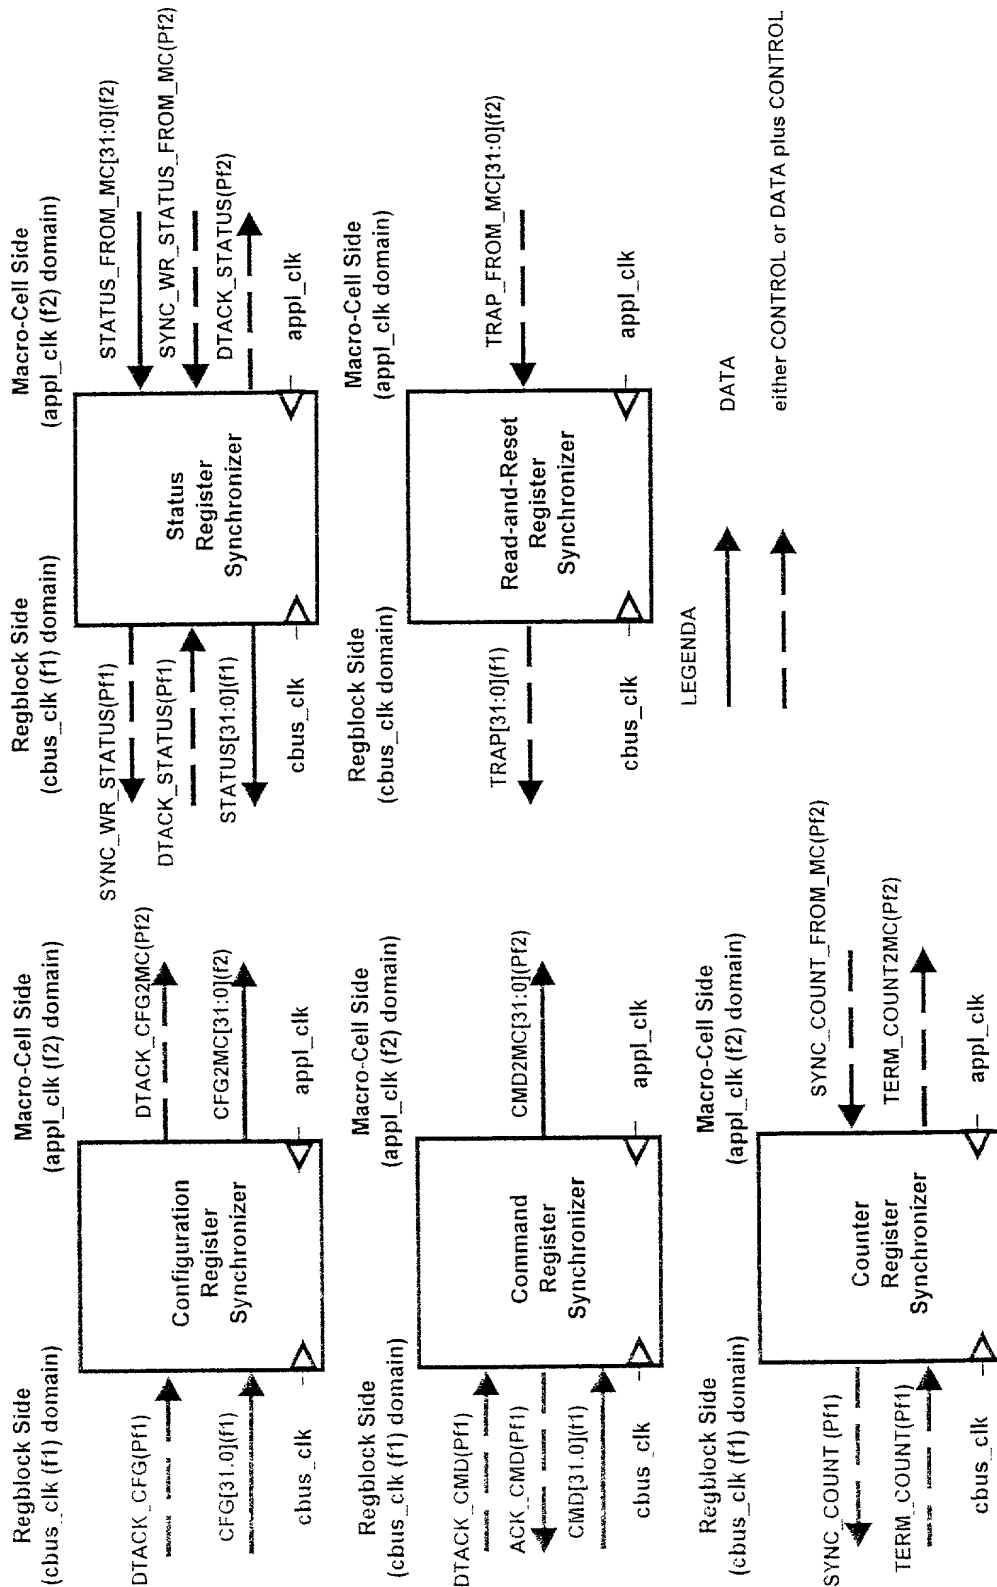 Regblock Side
(cbus_clk (f1) domain)
Macro-Cell Side
(appl_clk (f2) domain)
DTACK_CFG(Pf1)
CFG[31.0](f1)
cbus_clk
Configuration
Register
Synchronizer
DTACK_CFG2MC(Pf2)
CFG2MC[31:0](f2)
appl_clk
Regblock Side
(cbus_clk (f1) domain)
Macro-Cell Side
(appl_clk (f2) domain)
SYNC_WR_STATUS(Pf1)
DTACK_STATUS(Pf1)
STATUS[31:0](f1)
cbus_clk
Status
Register
Synchronizer
STATUS_FROM_MC[31:0](f2)
SYNC_WR_STATUS_FROM_MC(Pf2)
DTACK_STATUS(Pf2)
appl_clk
Regblock Side
(cbus_clk (f1) domain)
Macro-Cell Side
(appl_clk (f2) domain)
DTACK_CMD(Pf1)
ACK_CMD(Pf1)
CMD[31:0](f1)
cbus_clk
Command
Register
Synchronizer
CMD2MC[31:0](Pf2)
appl_clk
Regblock Side
(cbus_clk domain)
Macro-Cell Side
(appl_clk domain)
TRAP[31:0](f1)
cbus_clk
Read-and-Reset
Register
Synchronizer
TRAP_FROM_MC[31:0](f2)
appl_clk
Regblock Side
(cbus_clk (f1) domain)
Macro-Cell Side
(appl_clk (f2) domain)
SYNC_COUNT (Pf1)
TERM_COUNT(Pf1)
cbus_clk
Counter
Register
Synchronizer
SYNC_COUNT_FROM_MC(Pf2)
TERM_COUNT2MC(Pf2)
appl_clk
LEGENDA
DATA
either CONTROL or DATA plus CONTROL